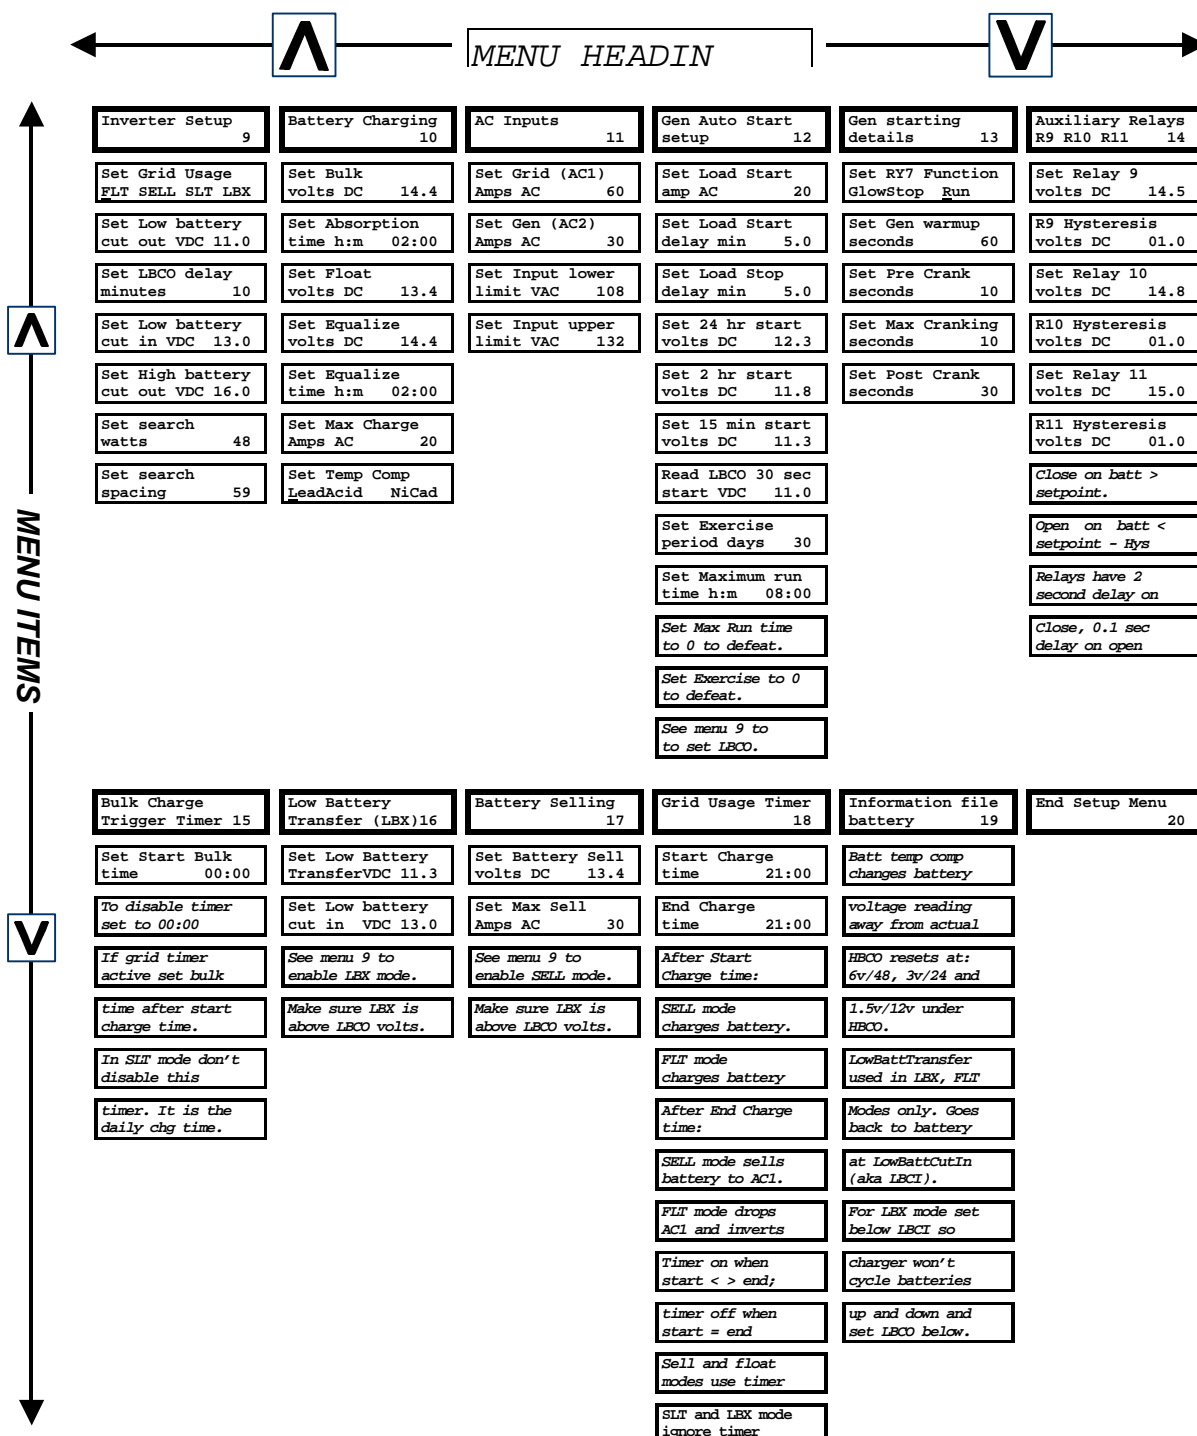 Λ
MENU HEADIN
V
Inverter Setup
9
Set Grid Usage
FLT SELL SLT LBX
Set Low battery
cut out VDC 11.0
Set LBCO delay
minutes 10
Set Low battery
cut in VDC 13.0
Set High battery
cut out VDC 16.0
Set search
watts 48
Set search
spacing 59
Battery Charging
10
Set Bulk
volts DC 14.4
Set Absorption
time h:m 02:00
Set Float
volts DC 13.4
Set Equalize
volts DC 14.4
Set Equalize
time h:m 02:00
Set Max Charge
Amps AC 20
Set Temp Comp
LeadAcid NiCad
AC Inputs
11
Set Grid (AC1)
Amps AC 60
Set Gen (AC2)
Amps AC 30
Set Input lower
limit VAC 108
Set Input upper
limit VAC 132
Gen Auto Start
setup 12
Set Load Start
amp AC 20
Set Load Start
delay min 5.0
Set Load Stop
delay min 5.0
Set 24 hr start
volts DC 12.3
Set 2 hr start
volts DC 11.8
Set 15 min start
volts DC 11.3
Read LBCO 30 sec
start VDC 11.0
Set Exercise
period days 30
Set Maximum run
time h:m 08:00
Set Max Run time
to 0 to defeat.
Set Exercise to 0
to defeat.
See menu 9 to
to set LBCO.
Gen starting
details 13
Set RY7 Function
GlowStop Run
Set Gen warmup
seconds 60
Set Pre Crank
seconds 10
Set Max Cranking
seconds 10
Set Post Crank
seconds 30
Auxiliary Relays
R9 R10 R11 14
Set Relay 9
volts DC 14.5
R9 Hysteresis
volts DC 01.0
Set Relay 10
volts DC 14.8
R10 Hysteresis
volts DC 01.0
Set Relay 11
volts DC 15.0
R11 Hysteresis
volts DC 01.0
Close on batt >
setpoint.
Open on batt <
setpoint - Hys
Relays have 2
second delay on
Close, 0.1 sec
delay on open
Λ
MENU ITEMS
V
Bulk Charge
Trigger Timer 15
Set Start Bulk
time 00:00
To disable timer
set to 00:00
If grid timer
active set bulk
time after start
charge time.
In SLT mode don't
disable this
timer. It is the
daily chg time.
Low Battery
Transfer (LBX)16
Set Low Battery
TransferVDC 11.3
Set Low battery
cut in VDC 13.0
See menu 9 to
enable LBX mode.
Make sure LBX is
above LBCO volts.
Battery Selling
17
Set Battery Sell
volts DC 13.4
Set Max Sell
Amps AC 30
See menu 9 to
enable SELL mode.
Make sure LBX is
above LBCO volts.
Grid Usage Timer
18
Start Charge
time 21:00
End Charge
time 21:00
After Start
Charge time:
SELL mode
charges battery.
FLT mode
charges battery
After End Charge
time:
SELL mode sells
battery to AC1.
FLT mode drops
AC1 and inverts
Timer on when
start < > end;
timer off when
start = end
Sell and float
modes use timer
SLT and LBX mode
ignore timer
Information file
battery 19
Batt temp comp
changes battery
voltage reading
away from actual
HBCO resets at:
6v/48, 3v/24 and
1.5v/12v under
HBCO.
LowBattTransfer
used in LBX, FLT
Modes only. Goes
back to battery
at LowBattCutIn
(aka LBCI).
For LBX mode set
below LBCI so
charger won't
cycle batteries
up and down and
set LBCO below.
End Setup Menu
20